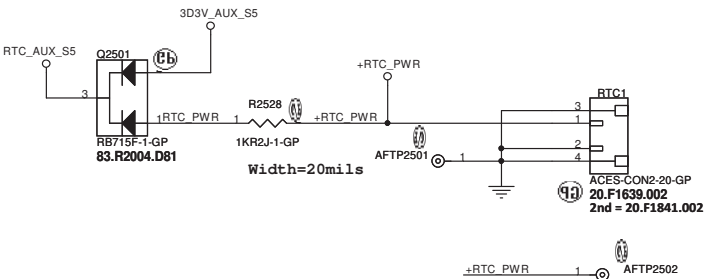 3D3V_AUX_S5
RTC_AUX_S5
Q2501
+RTC_PWR
3
R2528
RTC1
1RTC_PWR
1
+RTC_PWR
3
1
RB715F-1-GP
83.R2004.D81
1KR2J-1-GP
AFTP2501
1
2
4
Width=20mils
ACES-CON2-20-GP
20.F1639.002
2nd = 20.F1841.002
+RTC_PWR
1
AFTP2502